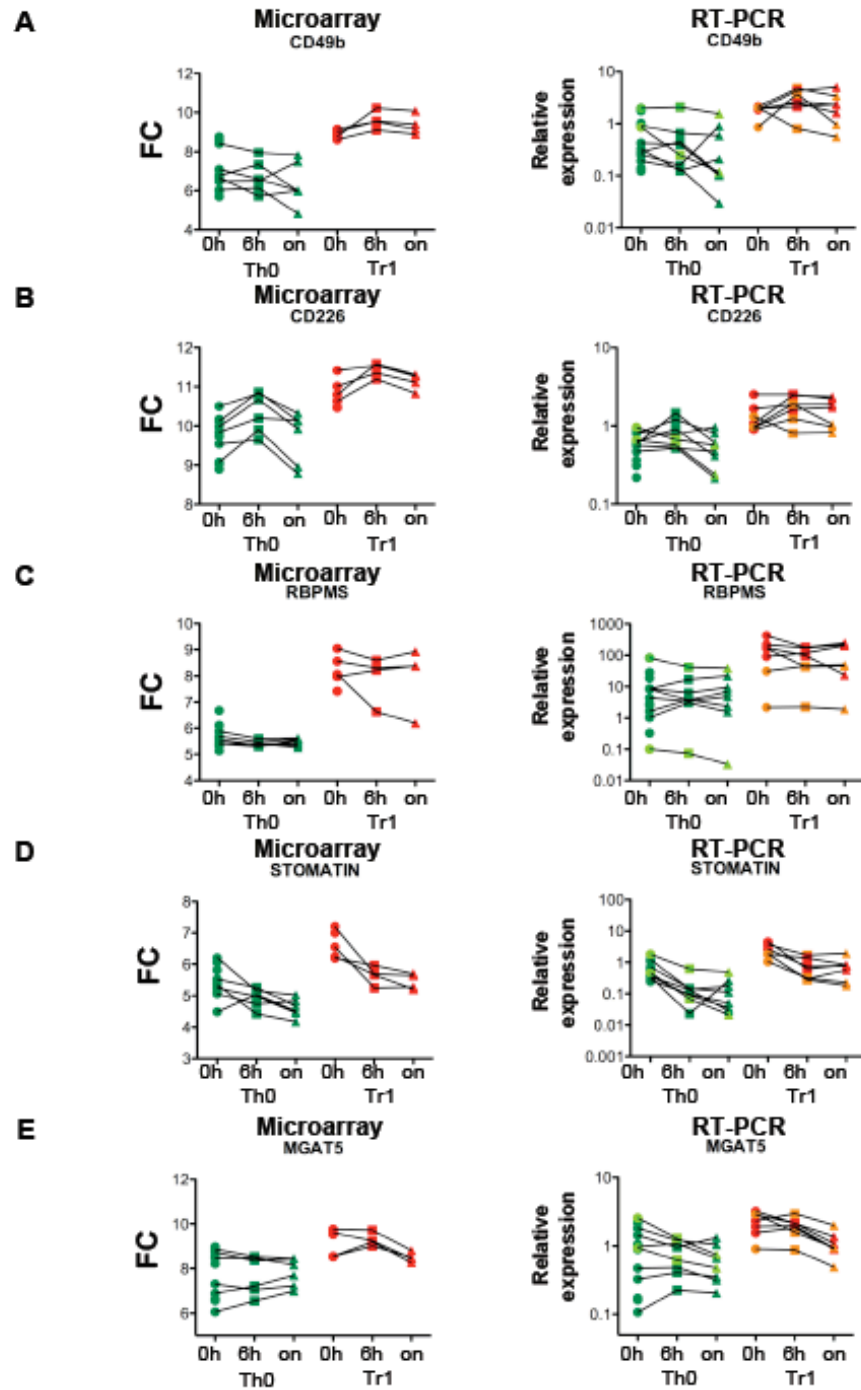 A
Microarray
CD49b
FC
12
10
8
6
4
0h 6h on 0h 6h on
Th0 Tr1
RT-PCR
CD49b
Relative
expression
10
1
0.1
0.01
0h 6h on 0h 6h on
Th0 Tr1
B
Microarray
CD226
FC
12
11
10
9
8
0h 6h on 0h 6h on
Th0 Tr1
RT-PCR
CD226
Relative
expression
10
1
0.1
0h 6h on 0h 6h on
Th0 Tr1
C
Microarray
RBPMS
FC
10
9
8
7
6
5
4
0h 6h on 0h 6h on
Th0 Tr1
RT-PCR
RBPMS
Relative
expression
1000
100
10
1
0.1
0.01
0h 6h on 0h 6h on
Th0 Tr1
D
Microarray
STOMATIN
FC
8
7
6
5
4
3
0h 6h on 0h 6h on
Th0 Tr1
RT-PCR
STOMATIN
Relative
expression
100
10
1
0.1
0.01
0.001
0h 6h on 0h 6h on
Th0 Tr1
E
Microarray
MGAT5
FC
12
10
8
6
0h 6h on 0h 6h on
Th0 Tr1
RT-PCR
MGAT5
Relative
expression
10
1
0.1
0h 6h on 0h 6h on
Th0 Tr1